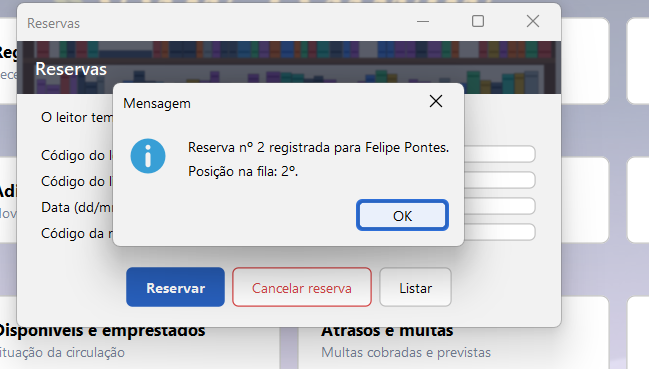 Reservas
Reservas
Mensagem
O leitor tem
Reserva nº 2 registrada para Felipe Pontes.
Posição na fila: 2º.
Código do l
Código do li
Data (dd/m
Código da r
OK
Reservar
Cancelar reserva
Listar
Disponíveis e emprestados
ituação da circulação
Atrasos e multas
Multas cobradas e previstas